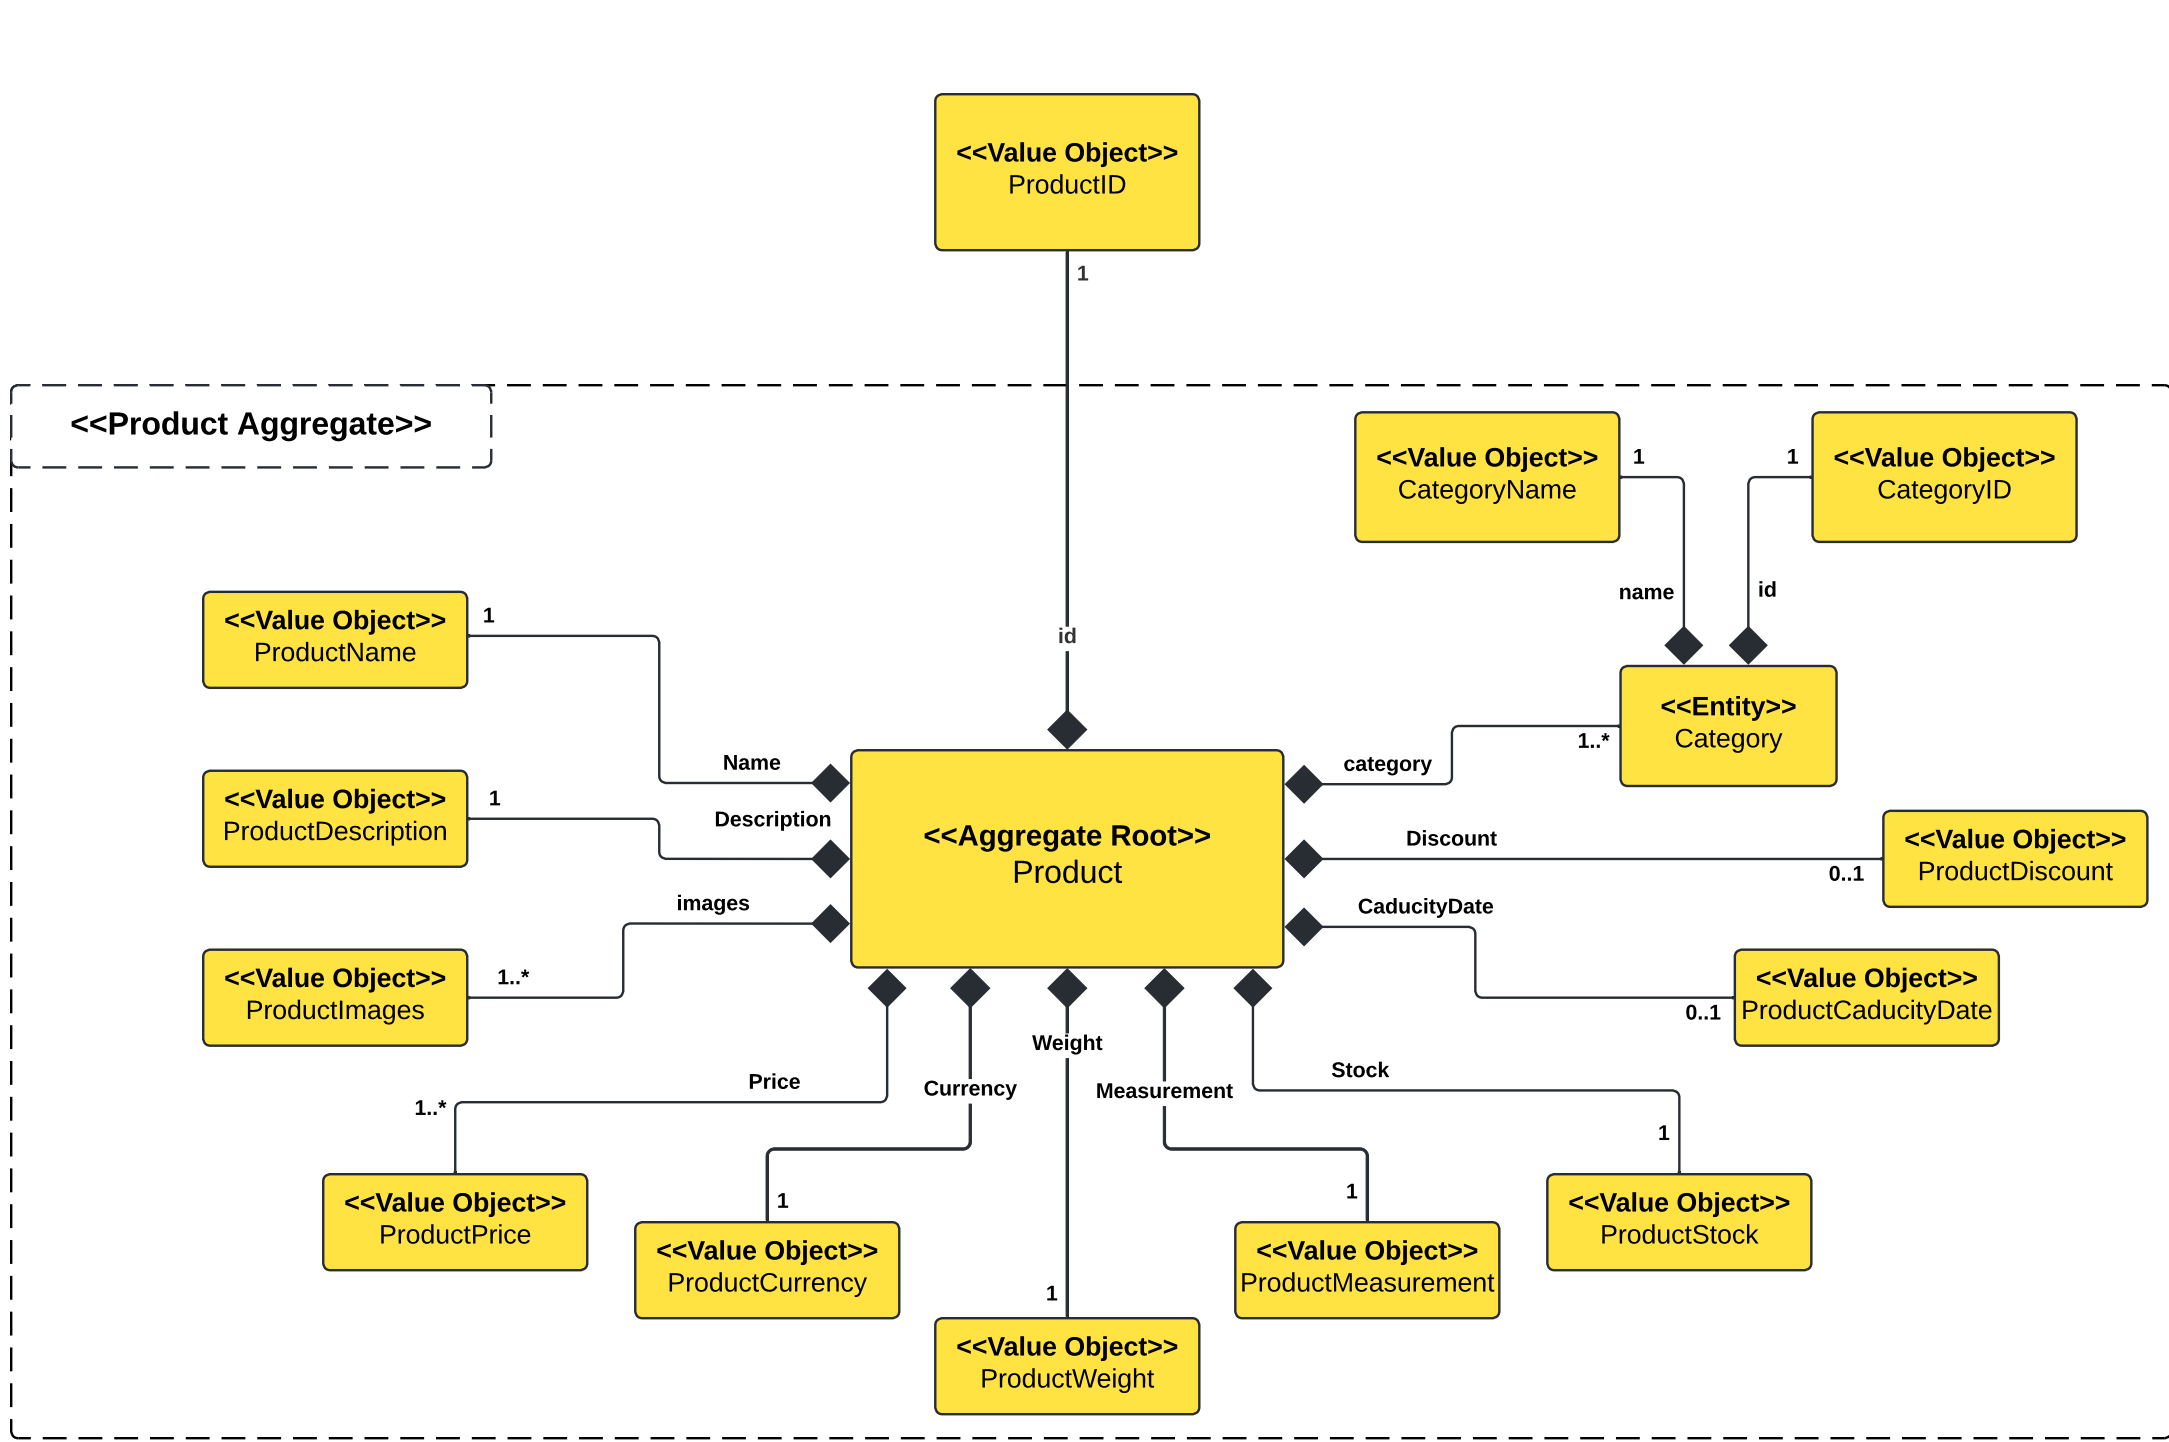 <<Value Object>>
ProductID
1
<<Product Aggregate>>
<<Value Object>>
CategoryName
1
1
<<Value Object>>
CategoryID
name
id
<<Value Object>>
ProductName
1
id
<<Entity>>
Category
1..*
category
Name
<<Value Object>>
ProductDescription
1
Description
<<Aggregate Root>>
Product
Discount
0..1
<<Value Object>>
ProductDiscount
images
CaducityDate
<<Value Object>>
ProductImages
1..*
0..1
<<Value Object>>
ProductCaducityDate
Weight
Price
Currency
Measurement
Stock
1..*
1
<<Value Object>>
ProductPrice
1
1
<<Value Object>>
ProductStock
<<Value Object>>
ProductCurrency
<<Value Object>>
ProductMeasurement
1
<<Value Object>>
ProductWeight